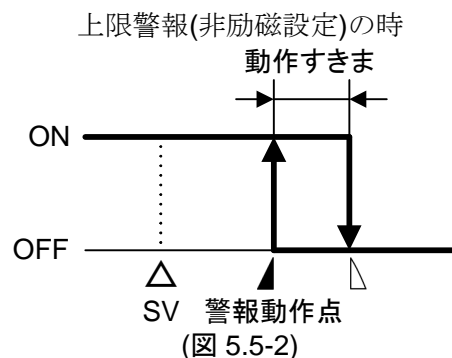 上限警報(非励磁設定)の時
動作すきま
ON
OFF
SV 警報動作点
(図 5.5-2)